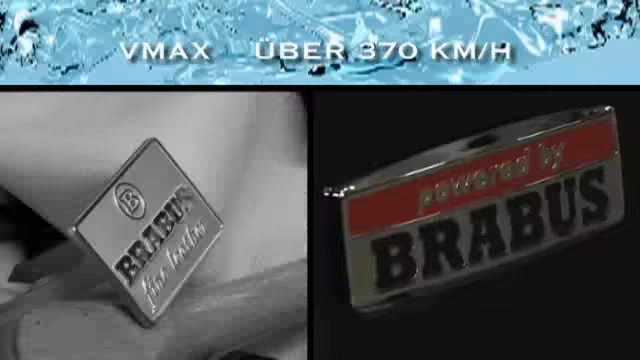 VMAX ÜBER 370 KM/H
B
BRABUS
fine leather
powered by
BRABUS